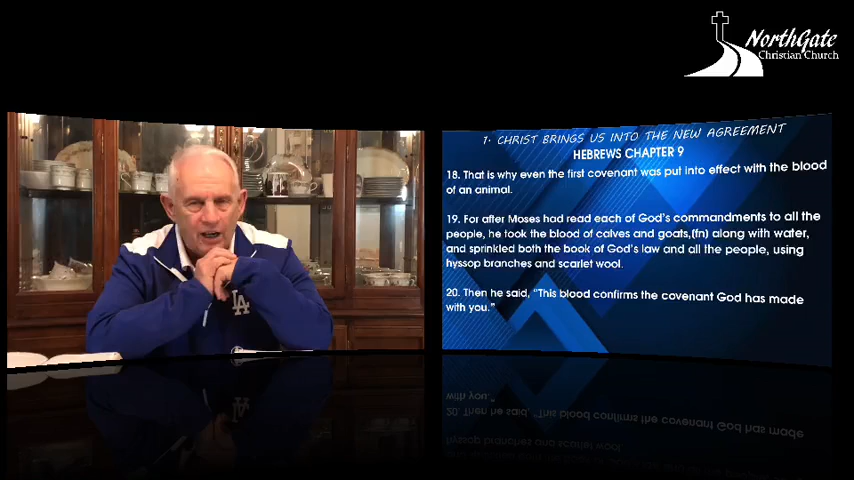 NorthGate
Christian Church
1. CHRIST BRINGS US INTO THE NEW AGREEMENT
HEBREWS CHAPTER 9
18. That is why even the first covenant was put into effect with the blood
of an animal.
19. For after Moses had read each of God's commandments to all the
people, he took the blood of calves and goats,(fn) along with water,
and sprinkled both the book of God's law and all the people, using
hyssop branches and scarlet wool.
20. Then he said, "This blood confirms the covenant God has made
with you."
LA